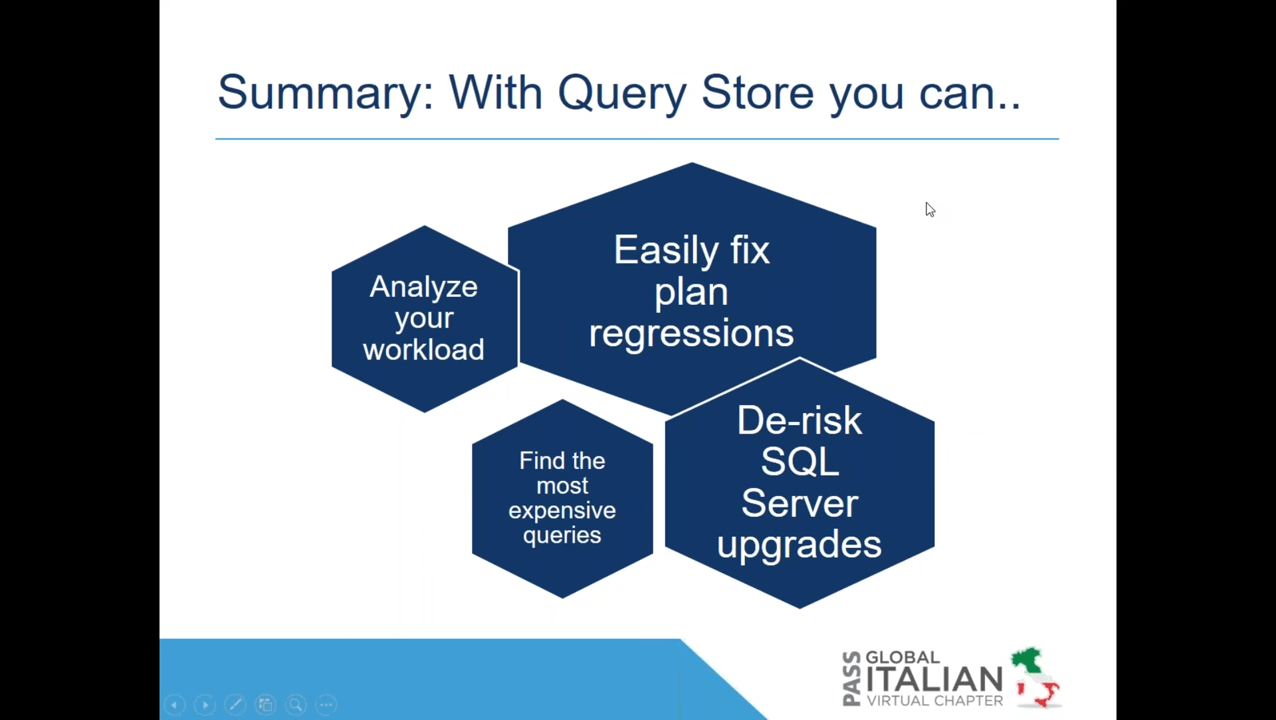 Summary: With Query Store you can..
Easily fix
plan
regressions
Analyze
your
workload
De-risk
SQL
Server
upgrades
Find the
most
expensive
queries
PASS
GLOBAL
ITALIAN
VIRTUAL CHAPTER